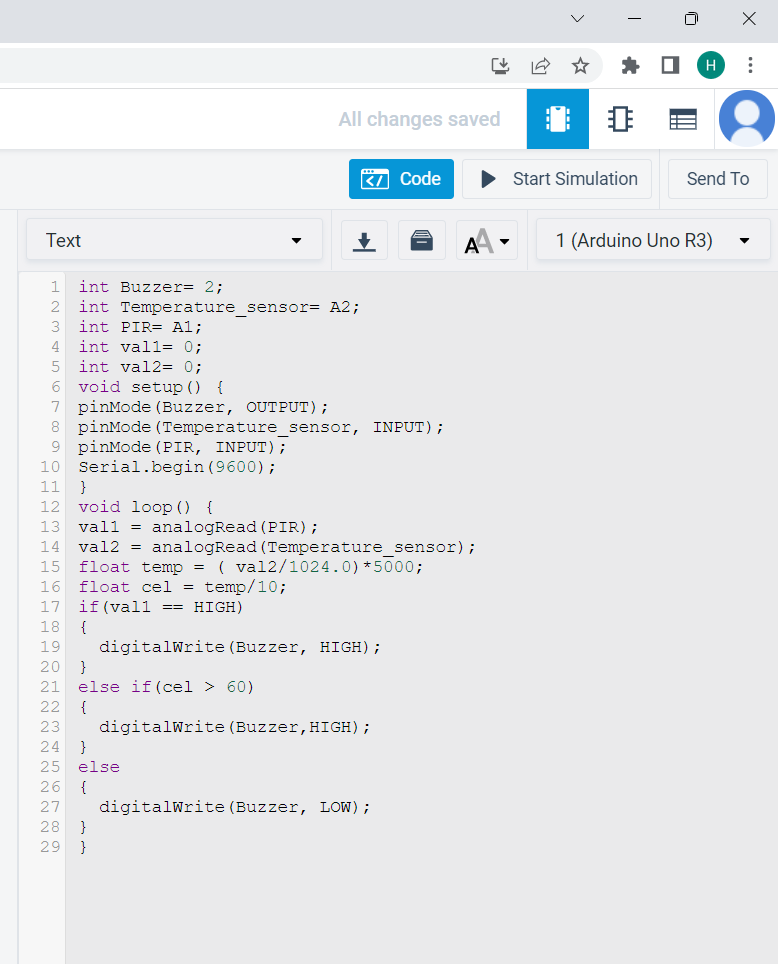 H
All changes saved
Code
Start Simulation
Send To
Text
AA
1 (Arduino Uno R3)
1 int Buzzer= 2;
2 int Temperature_sensor= A2;
3 int PIR= A1;
4 int val1= 0;
5 int val2= 0;
6 void setup() {
7 pinMode(Buzzer, OUTPUT);
8 pinMode(Temperature_sensor, INPUT);
9 pinMode(PIR, INPUT);
10 Serial.begin(9600);
11 }
12 void loop() {
13 val1 = analogRead(PIR);
14 val2 = analogRead(Temperature_sensor);
15 float temp = ( val2/1024.0)*5000;
16 float cel = temp/10;
17 if(val1 == HIGH)
18 {
19   digitalWrite(Buzzer, HIGH);
20 }
21 else if(cel > 60)
22 {
23   digitalWrite(Buzzer,HIGH);
24 }
25 else
26 {
27   digitalWrite(Buzzer, LOW);
28 }
29 }